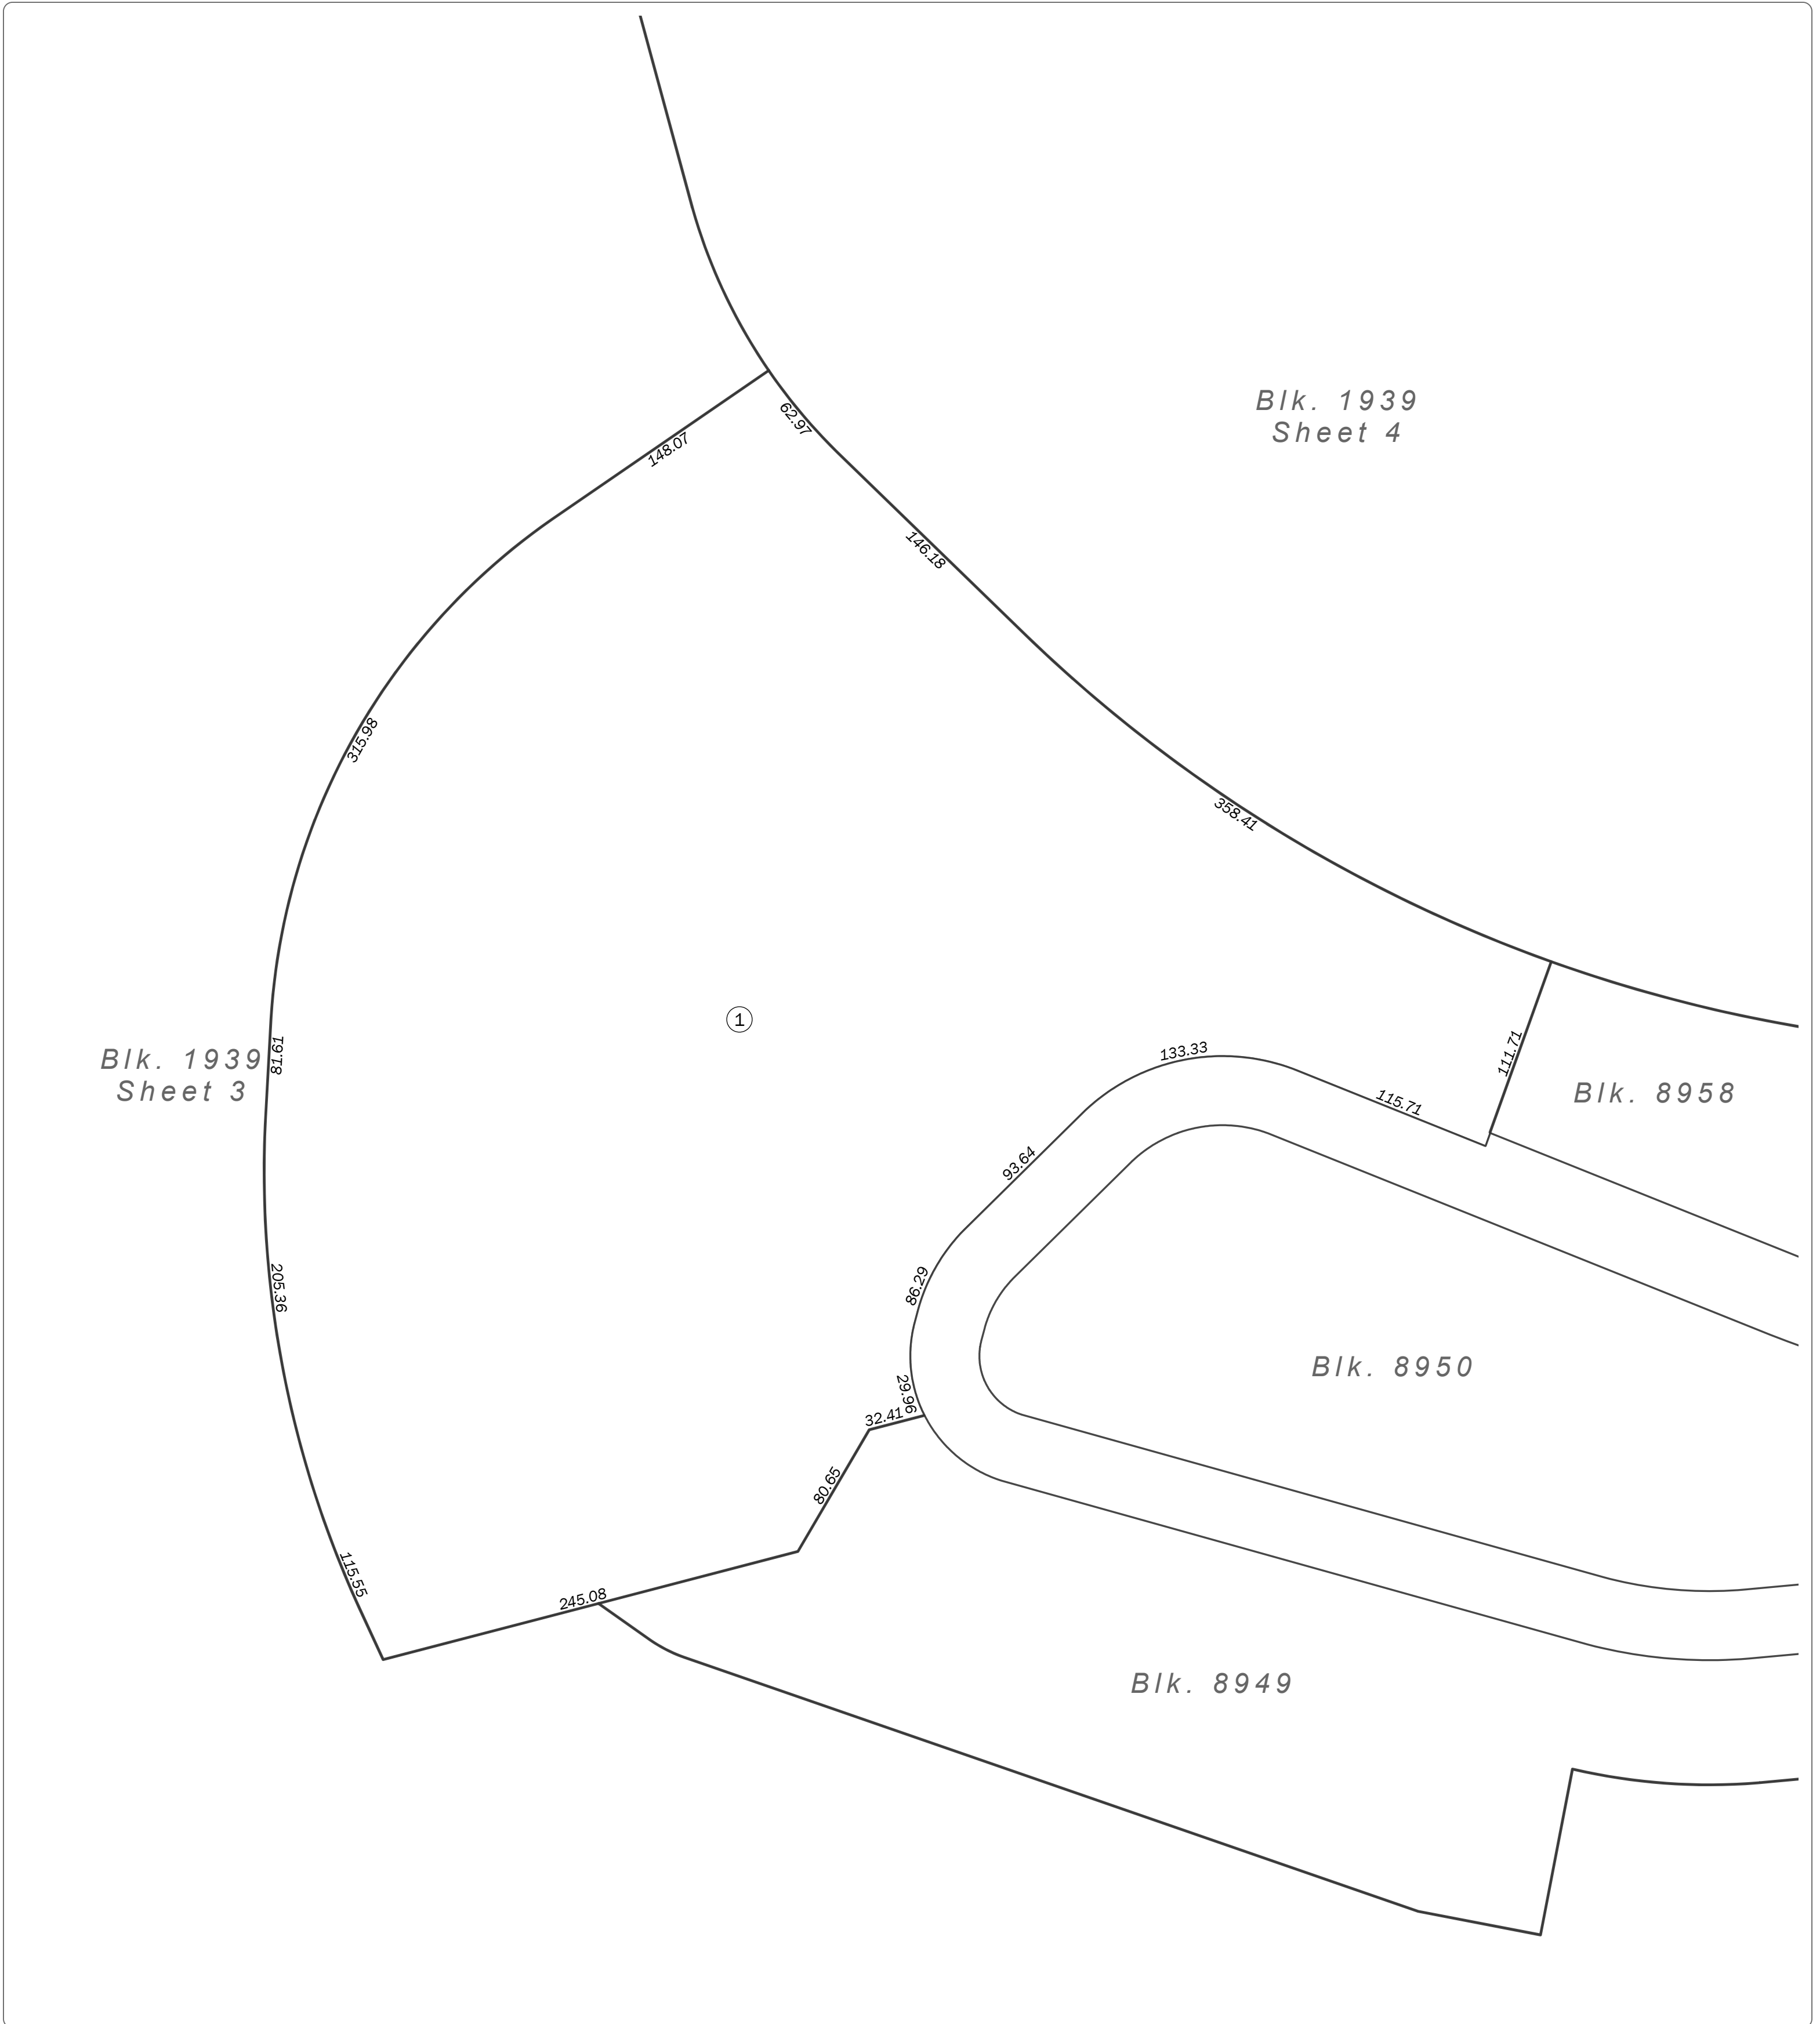 Blk. 1939
Sheet 4
62.97
148.07
146.18
315.98
358.41
1
Blk. 1939
Sheet 3
81.61
133.33
111.71
115.71
Blk. 8958
93.64
205.36
86.29
Blk. 8950
29.96
32.41
80.65
115.55
245.08
Blk. 8949